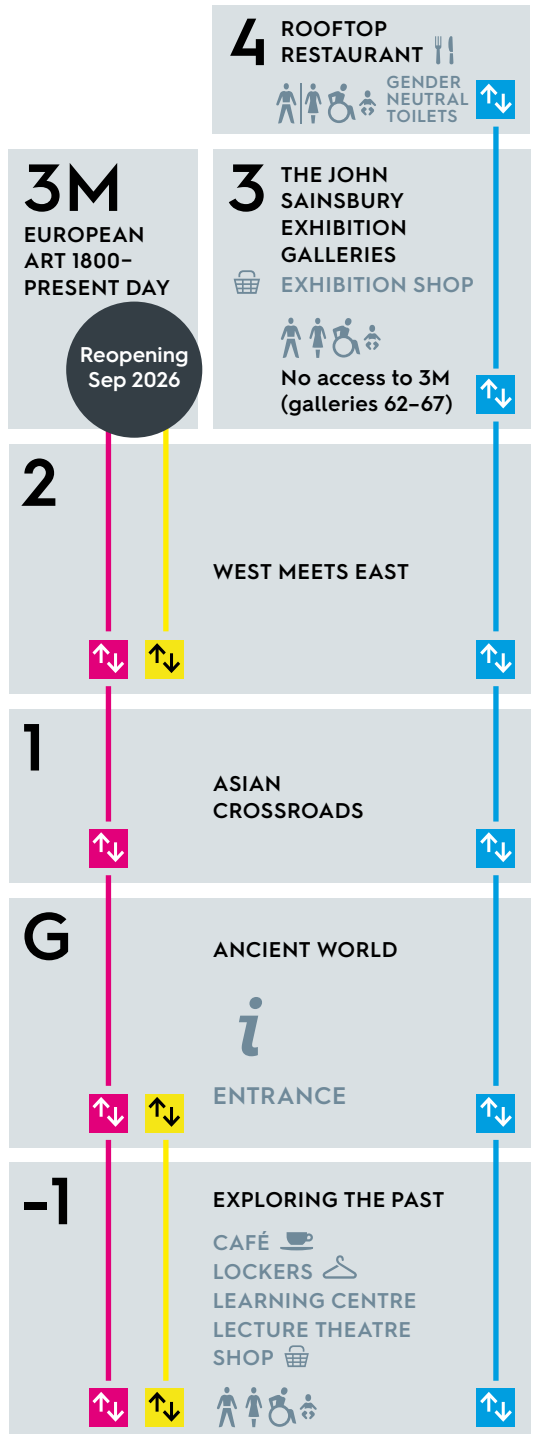 4
ROOFTOP
RESTAURANT
GENDER
NEUTRAL
TOILETS
3M
EUROPEAN
ART 1800–
PRESENT DAY
Reopening
Sep 2026
3
THE JOHN
SAINSBURY
EXHIBITION
GALLERIES
EXHIBITION SHOP
No access to 3M
(galleries 62–67)
2
WEST MEETS EAST
1
ASIAN
CROSSROADS
G
ANCIENT WORLD
i
ENTRANCE
-1
EXPLORING THE PAST
CAFÉ
LOCKERS
LEARNING CENTRE
LECTURE THEATRE
SHOP